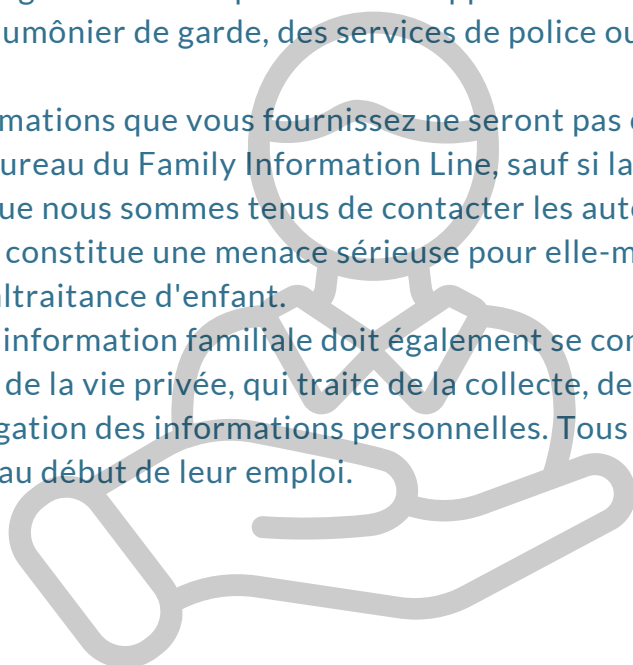 umônier de garde, des services de police ou
mations que vous fournissez ne seront pas
ureau du Family Information Line, sauf si la
ue nous sommes tenus de contacter les aut
constitue une menace sérieuse pour elle-m
ltraitance d'enfant.
information familiale doit également se con
de la vie privée, qui traite de la collecte, de
gation des informations personnelles. Tous
au début de leur emploi.